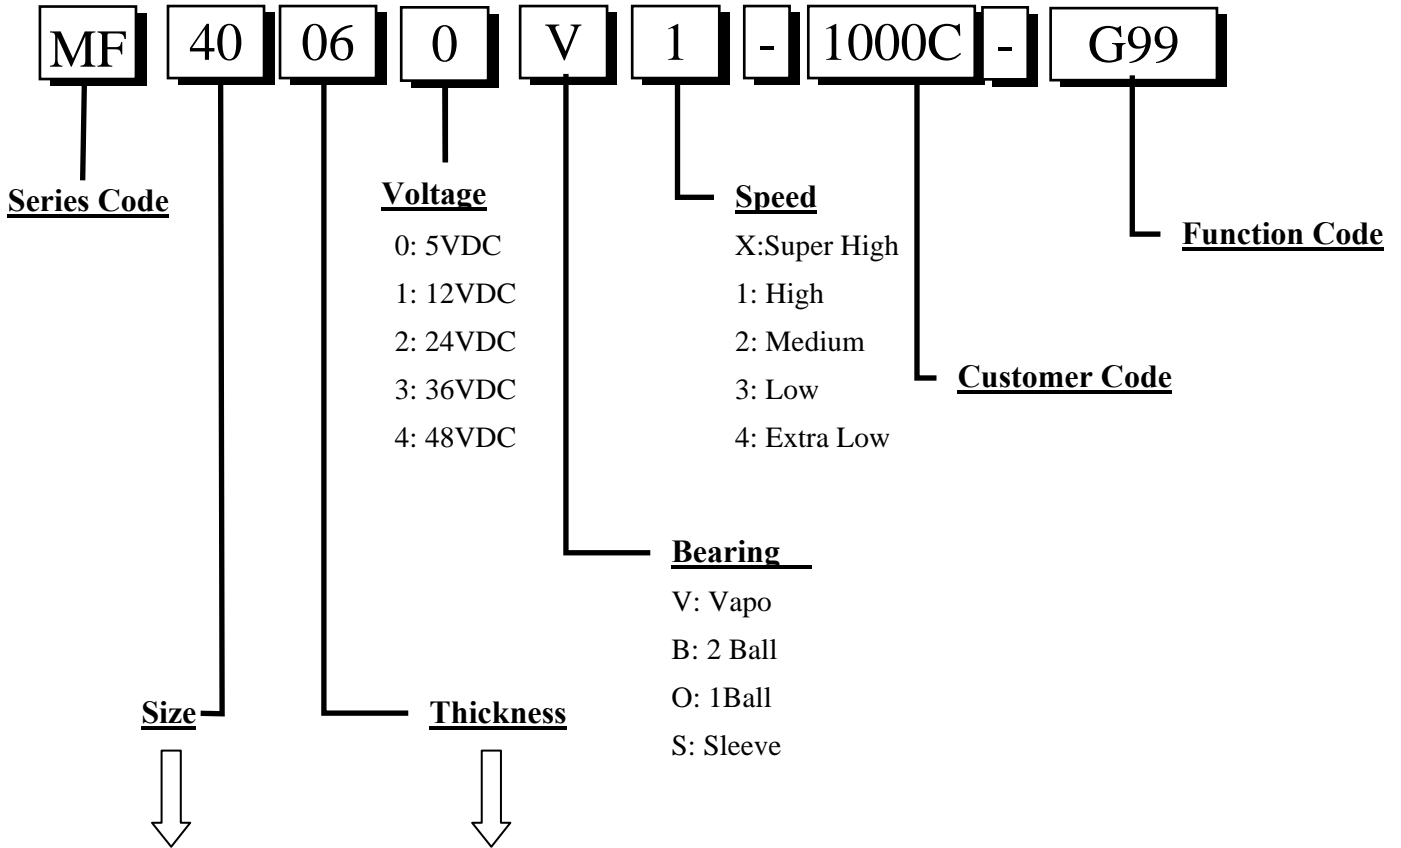 MF 40 06 0 V 1 - 1000C - G99
Series Code
Voltage
0: 5VDC
1: 12VDC
2: 24VDC
3: 36VDC
4: 48VDC
Speed
X:Super High
1: High
2: Medium
3: Low
4: Extra Low
Function Code
Customer Code
Bearing
V: Vapo
B: 2 Ball
O: 1Ball
S: Sleeve
Size
Thickness